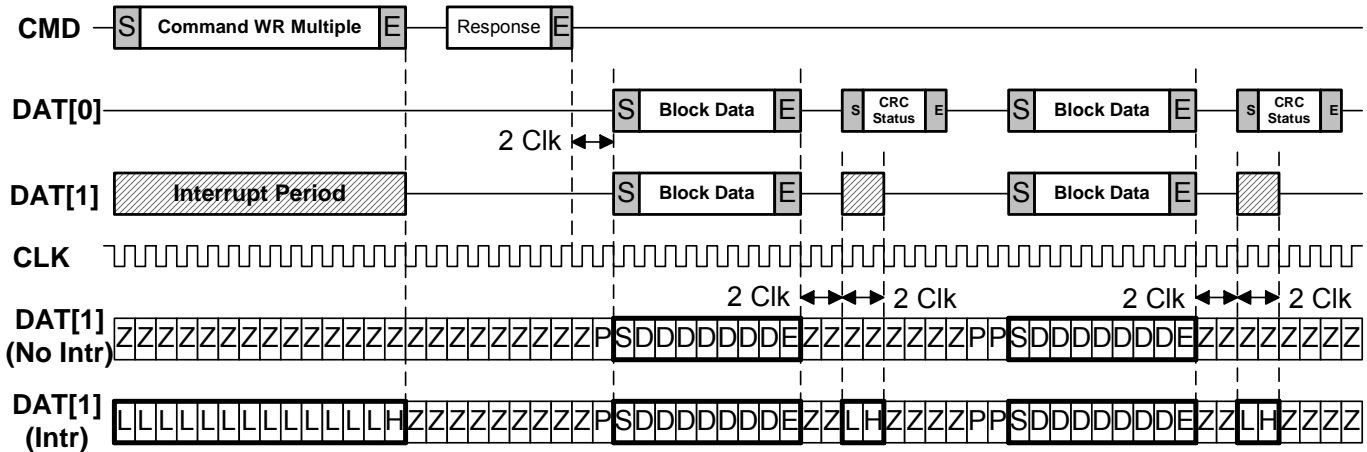 CMD S Command WR Multiple E Response E
DAT[0] S Block Data E S CRC Status E S Block Data E S CRC Status E
2 Clk
DAT[1] Interrupt Period S Block Data E S Block Data E
CLK
2 Clk 2 Clk 2 Clk 2 Clk
DAT[1] (No Intr) ZZZZZZZZZZZZZZZZZZZZZZZPSDDDDDDDEZZZZZZZZPPSDDDDDDDEZZZZZZZZ
DAT[1] (Intr) LLLLLLLLLLLLLHZZZZZZZZZPSDDDDDDDEZZLHZZZZPPSDDDDDDDEZZLHZZZZ